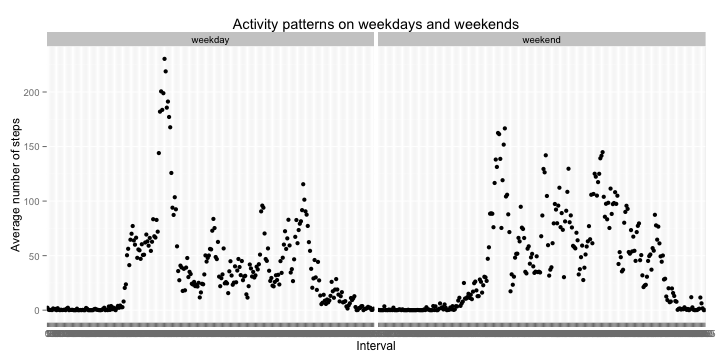 Activity patterns on weekdays and weekends
weekday weekend
Average number of steps
200
150
100
50
0
Interval